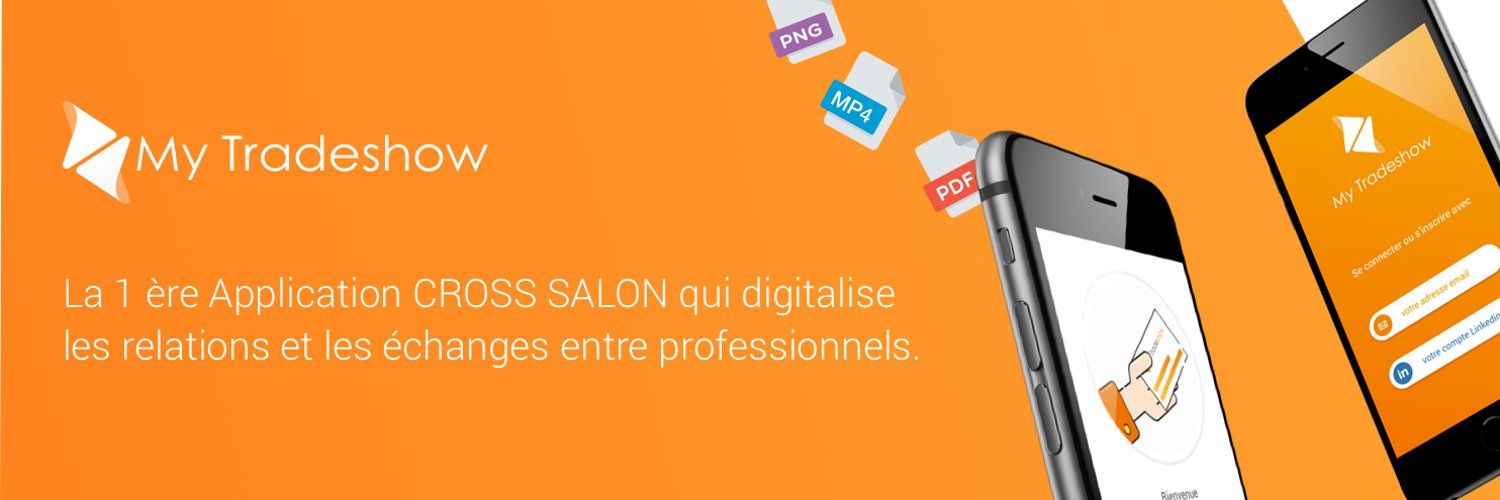 My Tradeshow
La 1 ère Application CROSS SALON qui digitalise
les relations et les échanges entre professionnels.
PNG
MP4
PDF
Bienvenue
My Tradeshow
Se connecter ou s'inscrire avec
votre adresse email
in votre compte Linkedin